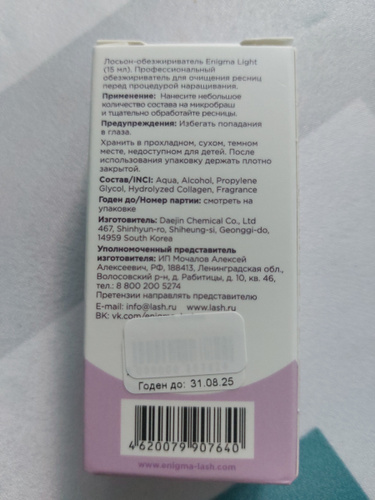 Лосьон-обезжириватель Enigma Light
(15 мл). Профессиональный
обезжириватель для очищения ресниц
перед процедурой наращивания.
Применение: Нанесите небольшое
количество состава на микробраш
и тщательно обработайте ресницы.
Предупреждения: Избегать попадания
в глаза.
Хранить в прохладном, сухом, темном
месте, недоступном для детей. После
использования упаковку держать плотно
закрытой.
Состав/INCI: Aqua, Alcohol, Propylene
Glycol, Hydrolyzed Collagen, Fragrance
Годен до/Номер партии: смотреть на
упаковке
Изготовитель: Daejin Chemical Co., Ltd
467, Shinhyun-ro, Shiheung-si, Geonggi-do,
14959 South Korea
Уполномоченный представитель
изготовителя: ИП Мочалов Алексей
Алексеевич, РФ, 188413, Ленинградская обл.,
Волосовский р-н, д. Рабитицы, д. 10, кв. 46,
тел.: 8 800 200 5274
Претензии направлять представителю
E-mail: info@lash.ru www.lash.ru
ВК: vk.com/enigma
Годен до: 31.08.25
4620079907640
www.enigma-lash.com